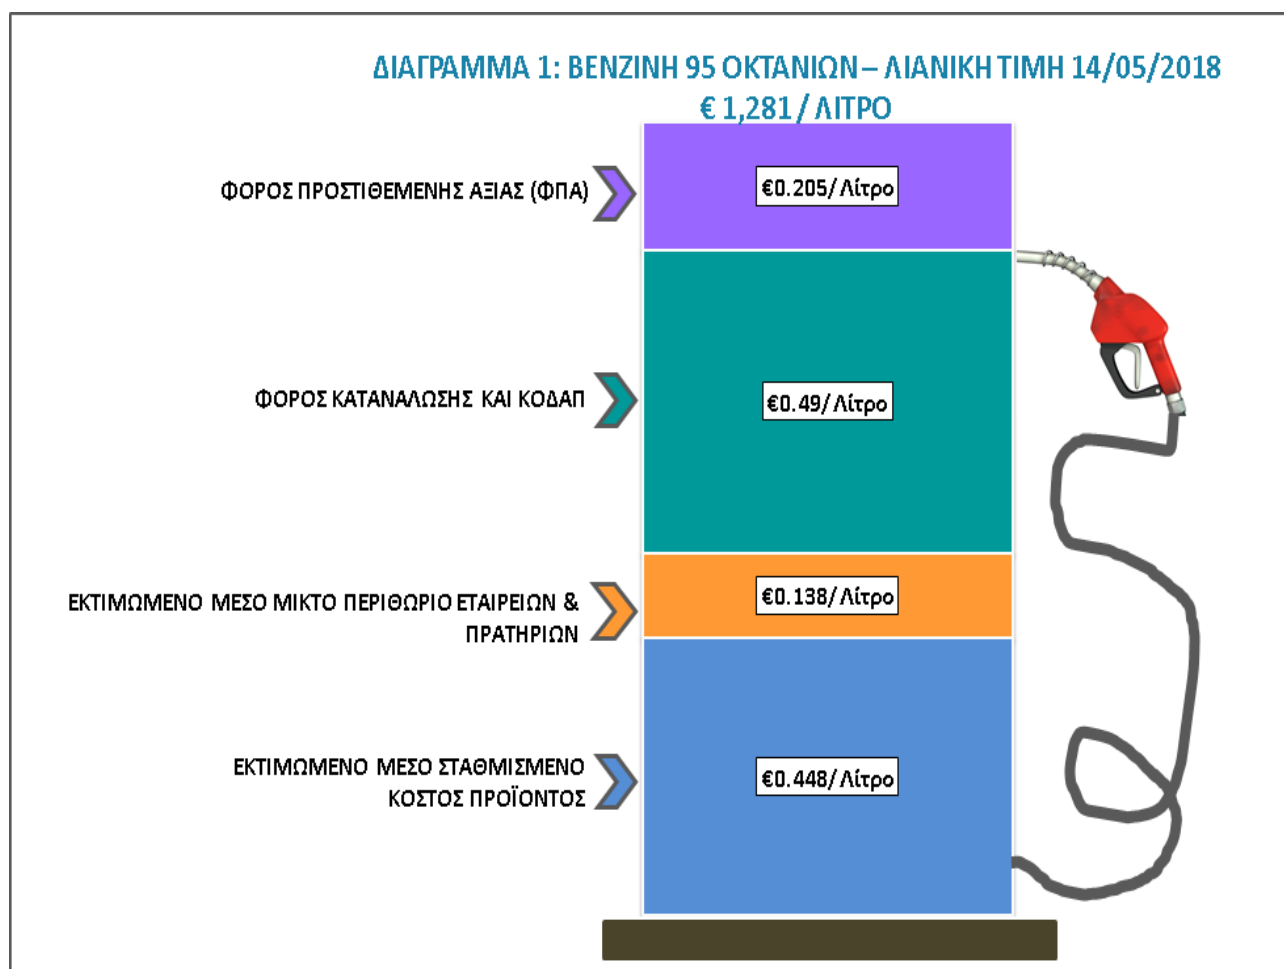 ΔΙΑΓΡΑΜΜΑ 1: ΒΕΝΖΙΝΗ 95 ΟΚΤΑΝΙΩΝ – ΛΙΑΝΙΚΗ ΤΙΜΗ 14/05/2018
€ 1,281 / ΛΙΤΡΟ
ΦΟΡΟΣ ΠΡΟΣΤΙΘΕΜΕΝΗΣ ΑΞΙΑΣ (ΦΠΑ)
€0.205/ Λίτρο
ΦΟΡΟΣ ΚΑΤΑΝΑΛΩΣΗΣ ΚΑΙ ΚΟΔΑΠ
€0.49/ Λίτρο
ΕΚΤΙΜΩΜΕΝΟ ΜΕΣΟ ΜΙΚΤΟ ΠΕΡΙΘΩΡΙΟ ΕΤΑΙΡΕΙΩΝ &
ΠΡΑΤΗΡΙΩΝ
€0.138/ Λίτρο
ΕΚΤΙΜΩΜΕΝΟ ΜΕΣΟ ΣΤΑΘΜΙΣΜΕΝΟ
ΚΟΣΤΟΣ ΠΡΟΪΟΝΤΟΣ
€0.448/ Λίτρο